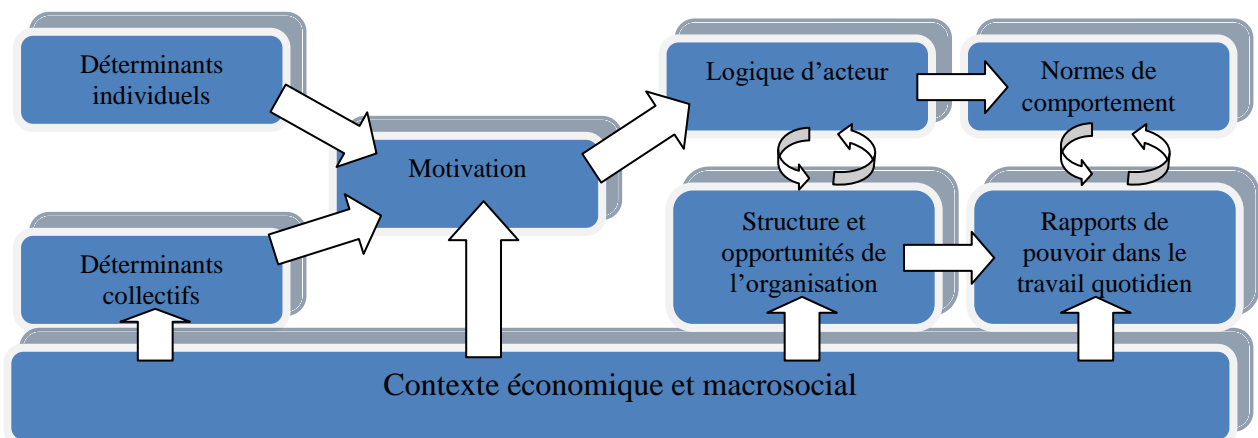 Déterminants
individuels
Logique d’acteur
Normes de
comportement
Motivation
Déterminants
collectifs
Structure et
opportunités de
l’organisation
Rapports de
pouvoir dans le
travail quotidien
Contexte économique et macrosocial